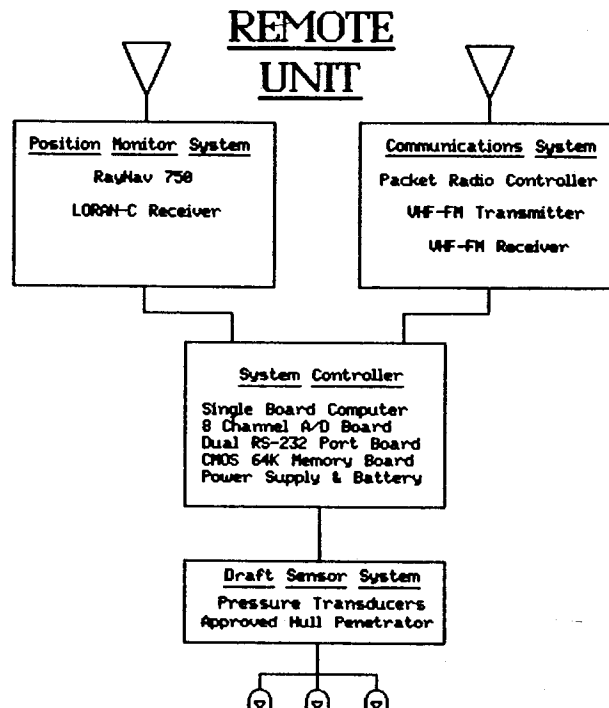 REMOTE
UNIT
Position Monitor System
RayNav 750
LORAN-C Receiver
Communications System
Packet Radio Controller
VHF-FM Transmitter
VHF-FM Receiver
System Controller
Single Board Computer
8 Channel A/D Board
Dual RS-232 Port Board
CMOS 64K Memory Board
Power Supply & Battery
Draft Sensor System
Pressure Transducers
Approved Hull Penetrator